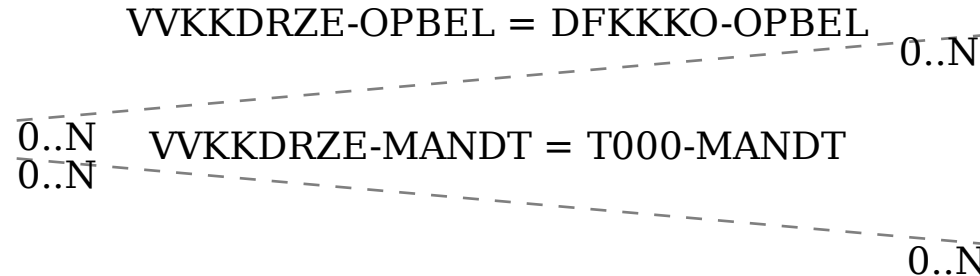 VVKKDRZE-OPBEL = DFKKKO-OPBEL
0..N
0..N
VVKKDRZE-MANDT = T000-MANDT
0..N
0..N